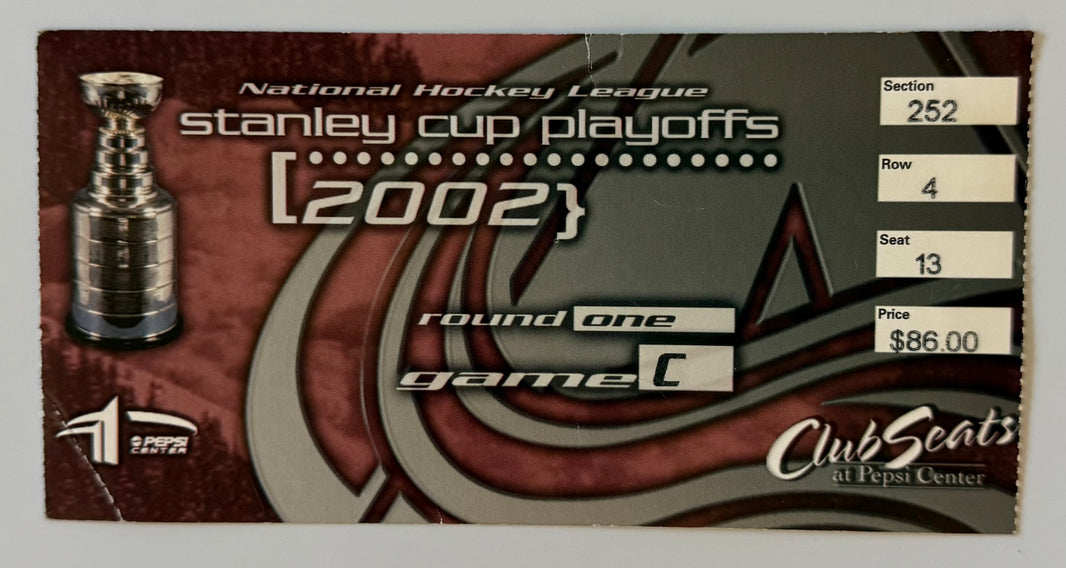 National Hockey League
stanley cup playoffs
[2002}
round one
game C
Section
252
Row
4
Seat
13
Price
$86.00
PEPSI
CENTER
Club Seats
at Pepsi Center